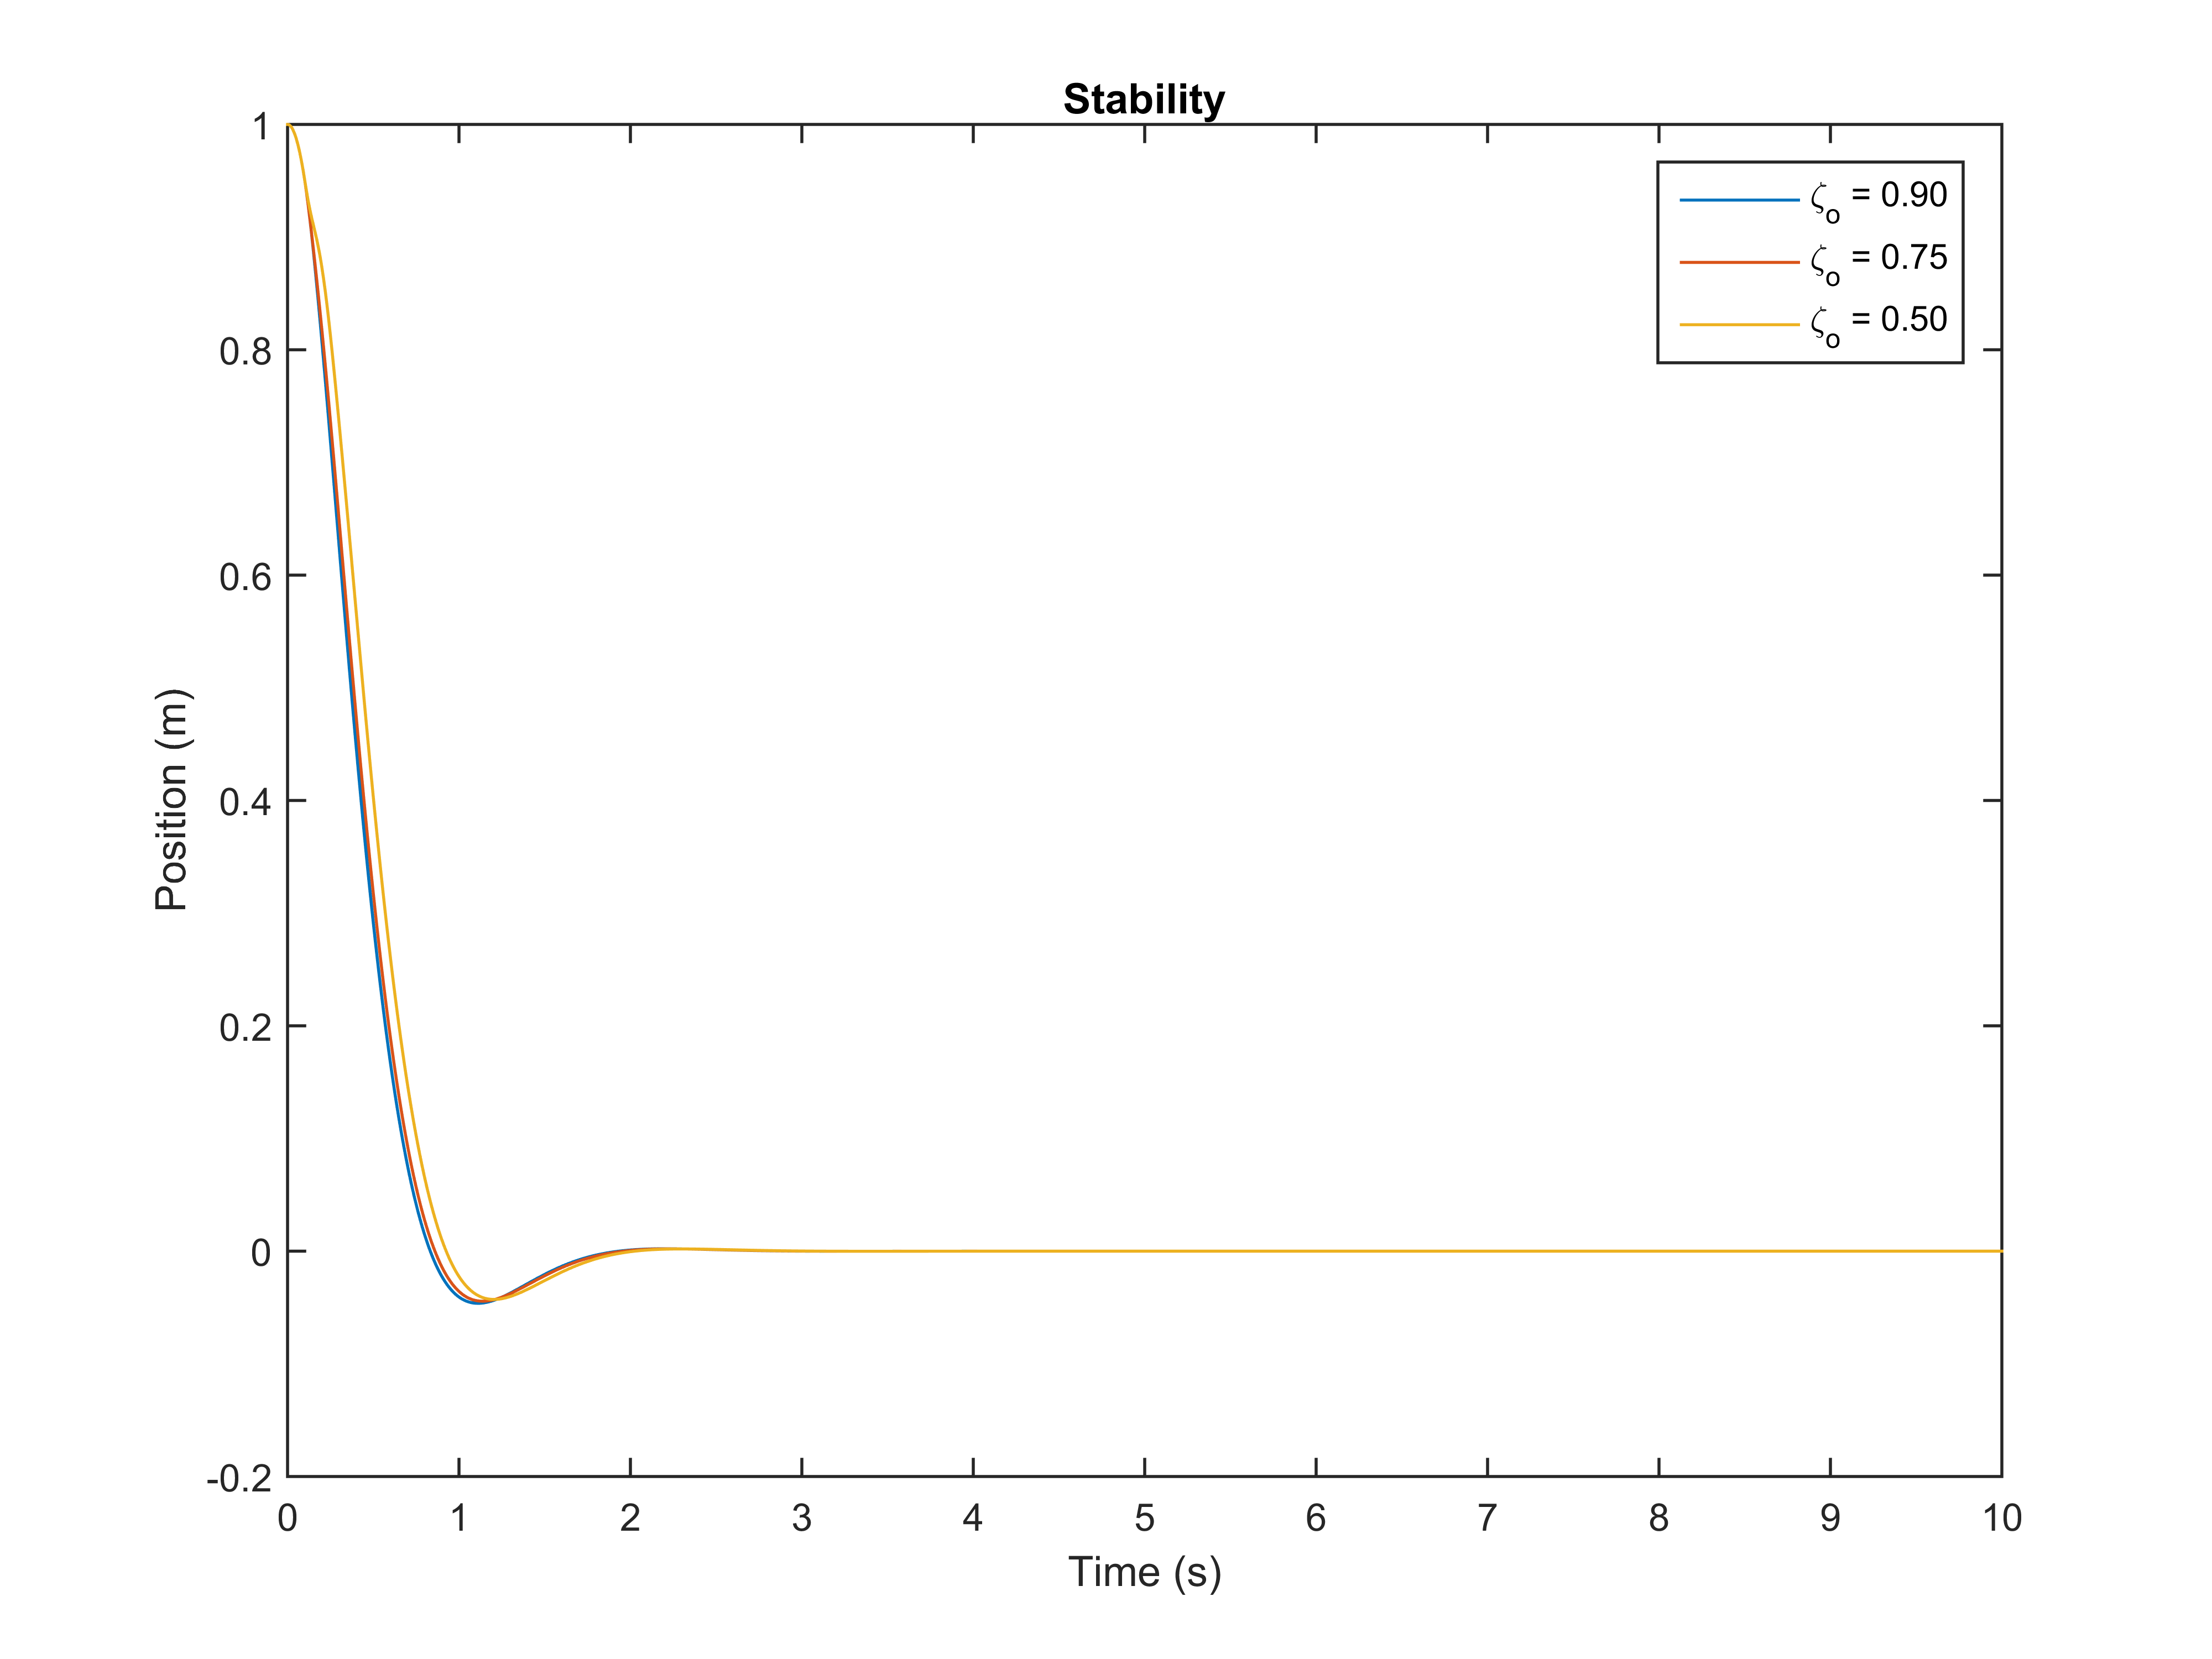 Stability
1
0.8
0.6
0.4
0.2
0
-0.2
Position (m)
ζo = 0.90
ζo = 0.75
ζo = 0.50
0 1 2 3 4 5 6 7 8 9 10
Time (s)